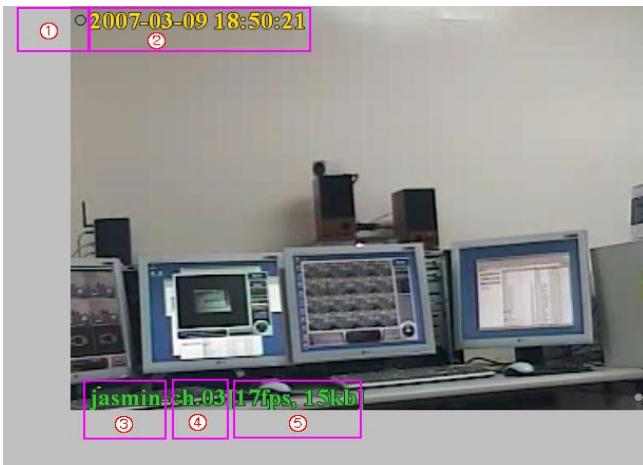 ① ② 2007-03-09 18:50:21
jasmin ch.03 17fps, 15kb
③ ④ ⑤